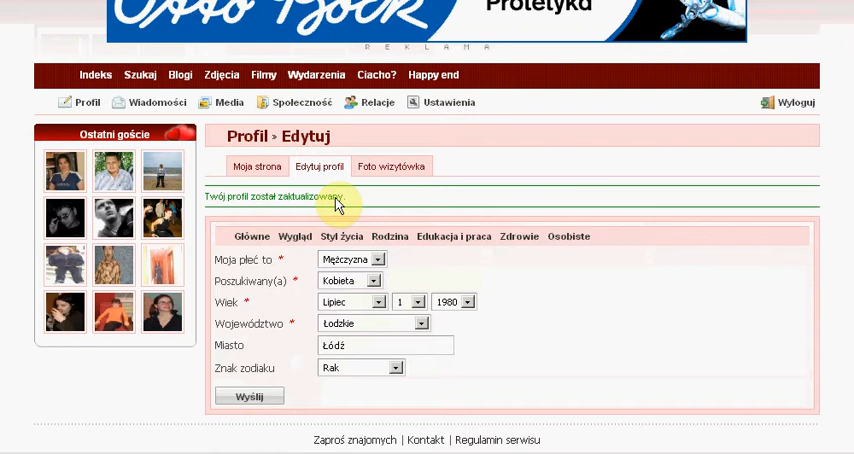 Otto Bock
Protetyka
R E K L A M A
Indeks Szukaj Blogi Zdjęcia Filmy Wydarzenia Ciacho? Happy end
Profil Wiadomości Media Społeczność Relacje Ustawienia Wyloguj
Ostatni goście
Profil » Edytuj
Moja strona Edytuj profil Foto wizytówka
Twój profil został zaktualizowany.
Główne Wygląd Styl życia Rodzina Edukacja i praca Zdrowie Osobiste
Moja płeć to * Mężczyzna
Poszukiwany(a) * Kobieta
Wiek * Lipiec 1 1980
Województwo * Łodzkie
Miasto Łódź
Znak zodiaku Rak
Wyślij
Zaproś znajomych | Kontakt | Regulamin serwisu